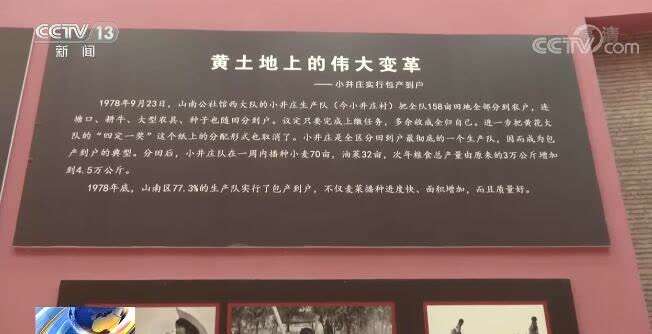 CCTV 13
新闻
CCTV.com
黄土地上的伟大变革
——小井庄实行包产到户
1978年9月23日，山南公社馆西大队的小井庄生产队（今小井庄村）把全队158亩田地全部分到农户，连
塘口、耕牛、大型农具、种子也随田分到户。议定只要完成上缴任务，多余收成全归自己。进一步把黄花大
队的“四定一奖”这个纸上的分配形式也取消了。小井庄是全区分田到户最彻底的一个生产队，因而成为包
产到户的典型。分田后，小井庄队在一周内播种小麦70亩，油菜32亩，次年粮食总产量由原来的3万公斤增加
到4.5万公斤。
1978年底，山南区77.3%的生产队实行了包产到户，不仅麦菜播种进度快、面积增加，而且质量好。